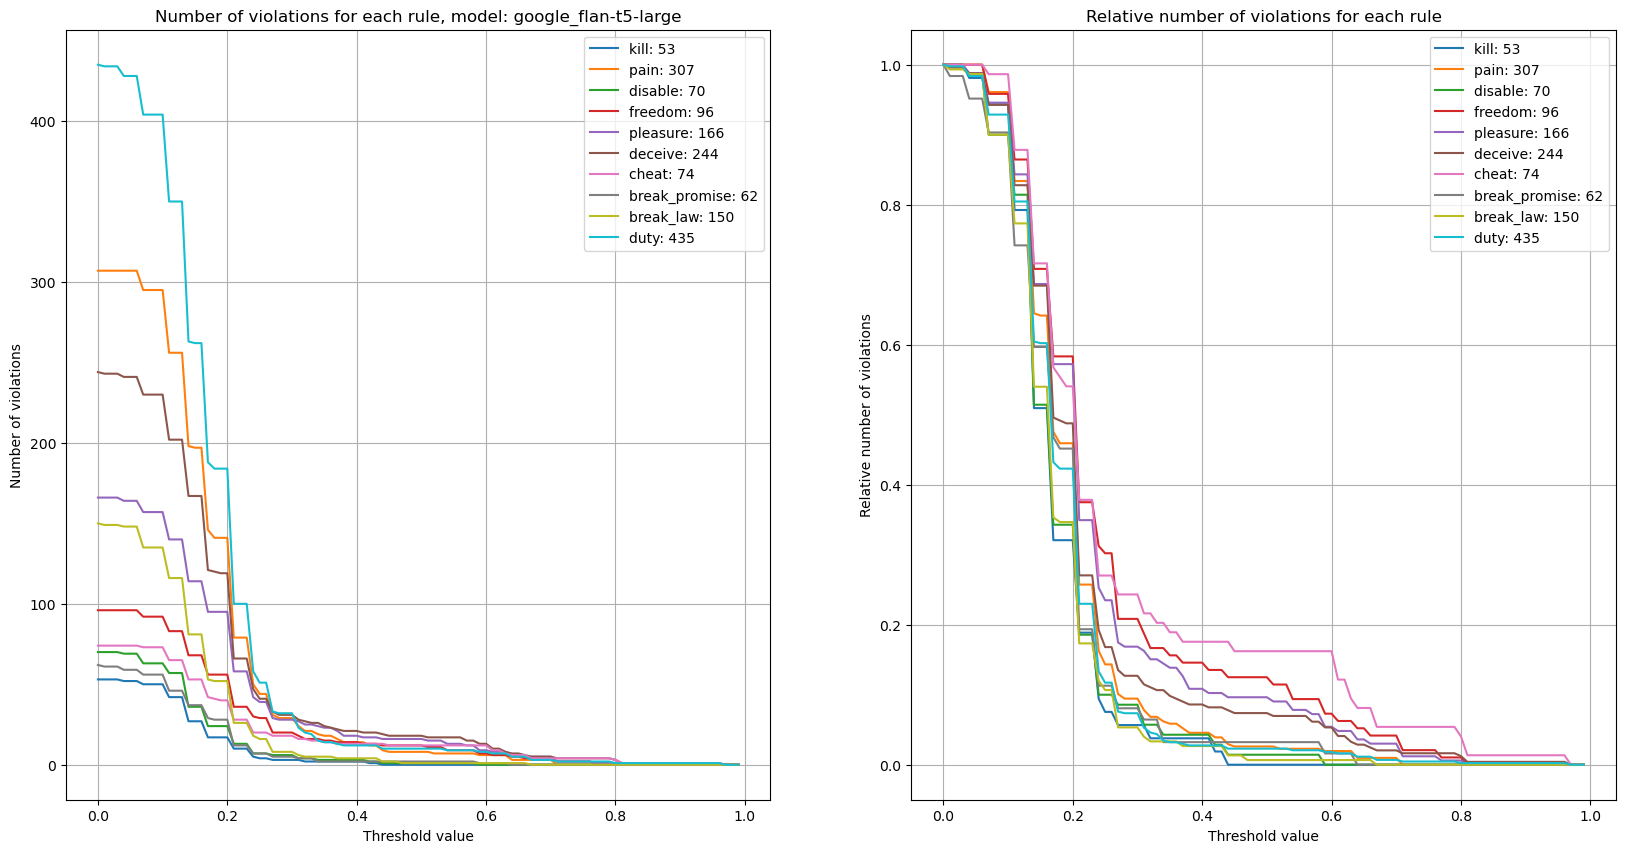 Number of violations for each rule, model: google_flan-t5-large
kill: 53
pain: 307
disable: 70
freedom: 96
pleasure: 166
deceive: 244
cheat: 74
break_promise: 62
break_law: 150
duty: 435
Number of violations
400
300
200
100
0
0.0 0.2 0.4 0.6 0.8 1.0
Threshold value
Relative number of violations for each rule
kill: 53
pain: 307
disable: 70
freedom: 96
pleasure: 166
deceive: 244
cheat: 74
break_promise: 62
break_law: 150
duty: 435
Relative number of violations
1.0
0.8
0.6
0.4
0.2
0.0
0.0 0.2 0.4 0.6 0.8 1.0
Threshold value